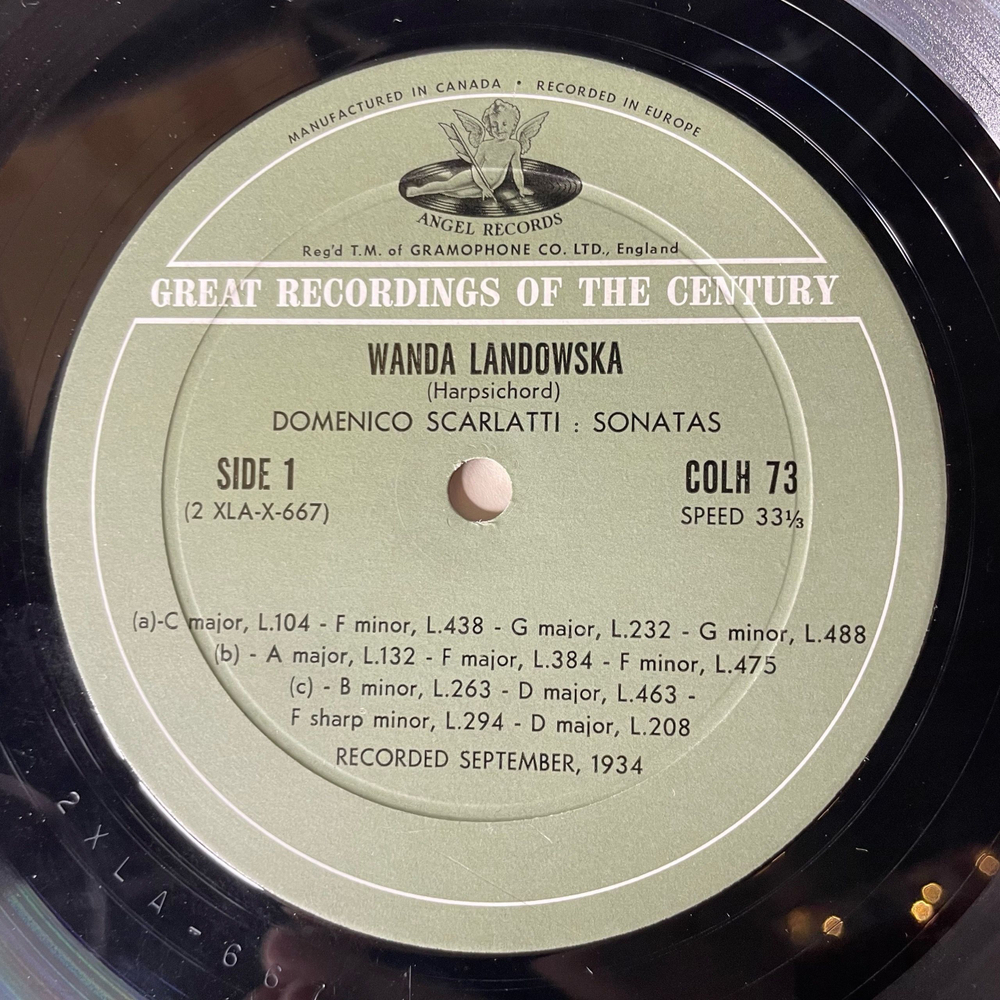 MANUFACTURED IN CANADA • RECORDED IN EUROPE
ANGEL RECORDS
Reg'd T.M. of GRAMOPHONE CO. LTD., England
GREAT RECORDINGS OF THE CENTURY
WANDA LANDOWSKA
(Harpsichord)
DOMENICO SCARLATTI : SONATAS
SIDE 1
(2 XLA-X-667)
COLH 73
SPEED 33⅓
(a)-C major, L.104 - F minor, L.438 - G major, L.232 - G minor, L.488
(b) - A major, L.132 - F major, L.384 - F minor, L.475
(c) - B minor, L.263 - D major, L.463 -
F sharp minor, L.294 - D major, L.208
RECORDED SEPTEMBER, 1934
2XLA-66